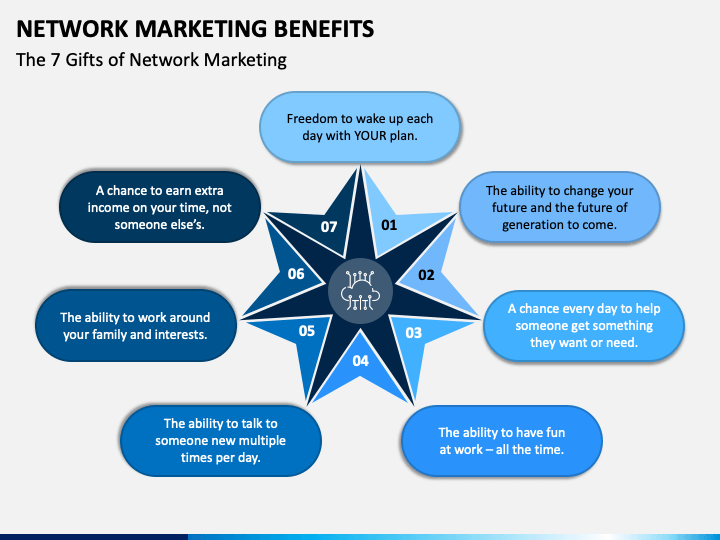 NETWORK MARKETING BENEFITS
The 7 Gifts of Network Marketing
Freedom to wake up each
day with YOUR plan.
The ability to change your
future and the future of
generation to come.
A chance every day to help
someone get something
they want or need.
The ability to have fun
at work – all the time.
The ability to talk to
someone new multiple
times per day.
The ability to work around
your family and interests.
A chance to earn extra
income on your time, not
someone else’s.
01
02
03
04
05
06
07